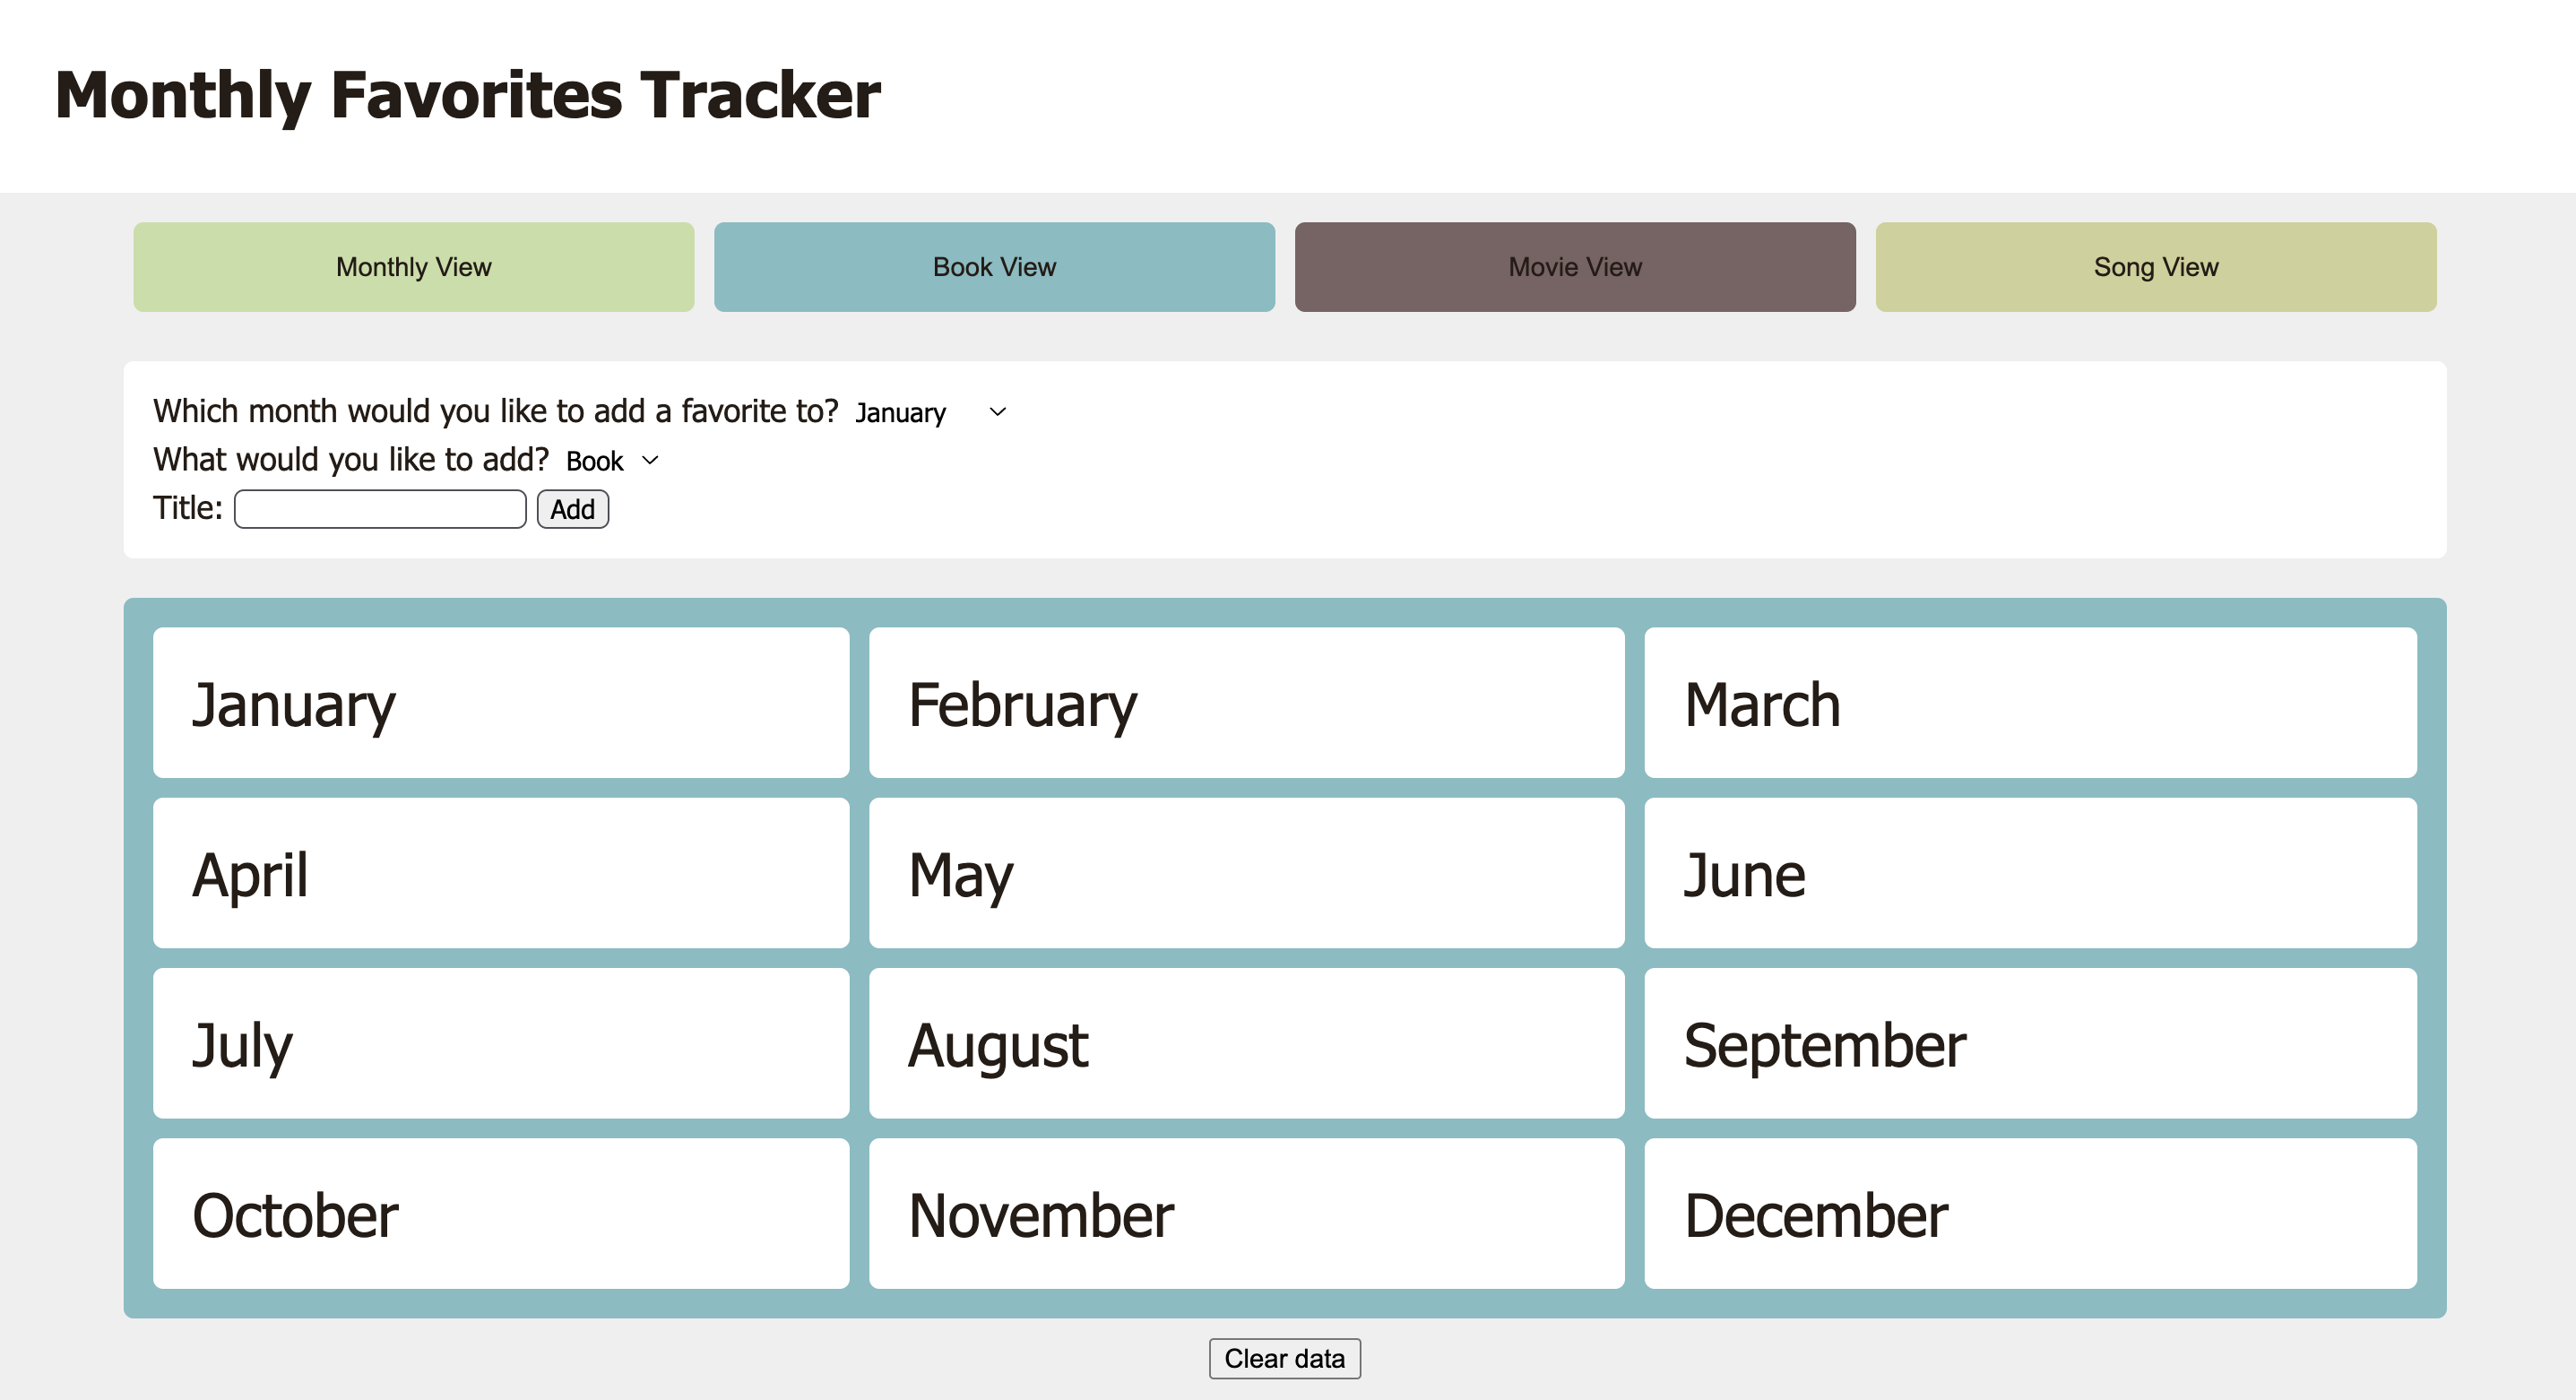 Monthly Favorites Tracker
Monthly View
Book View
Movie View
Song View
Which month would you like to add a favorite to? January
What would you like to add? Book
Title: Add
January
February
March
April
May
June
July
August
September
October
November
December
Clear data